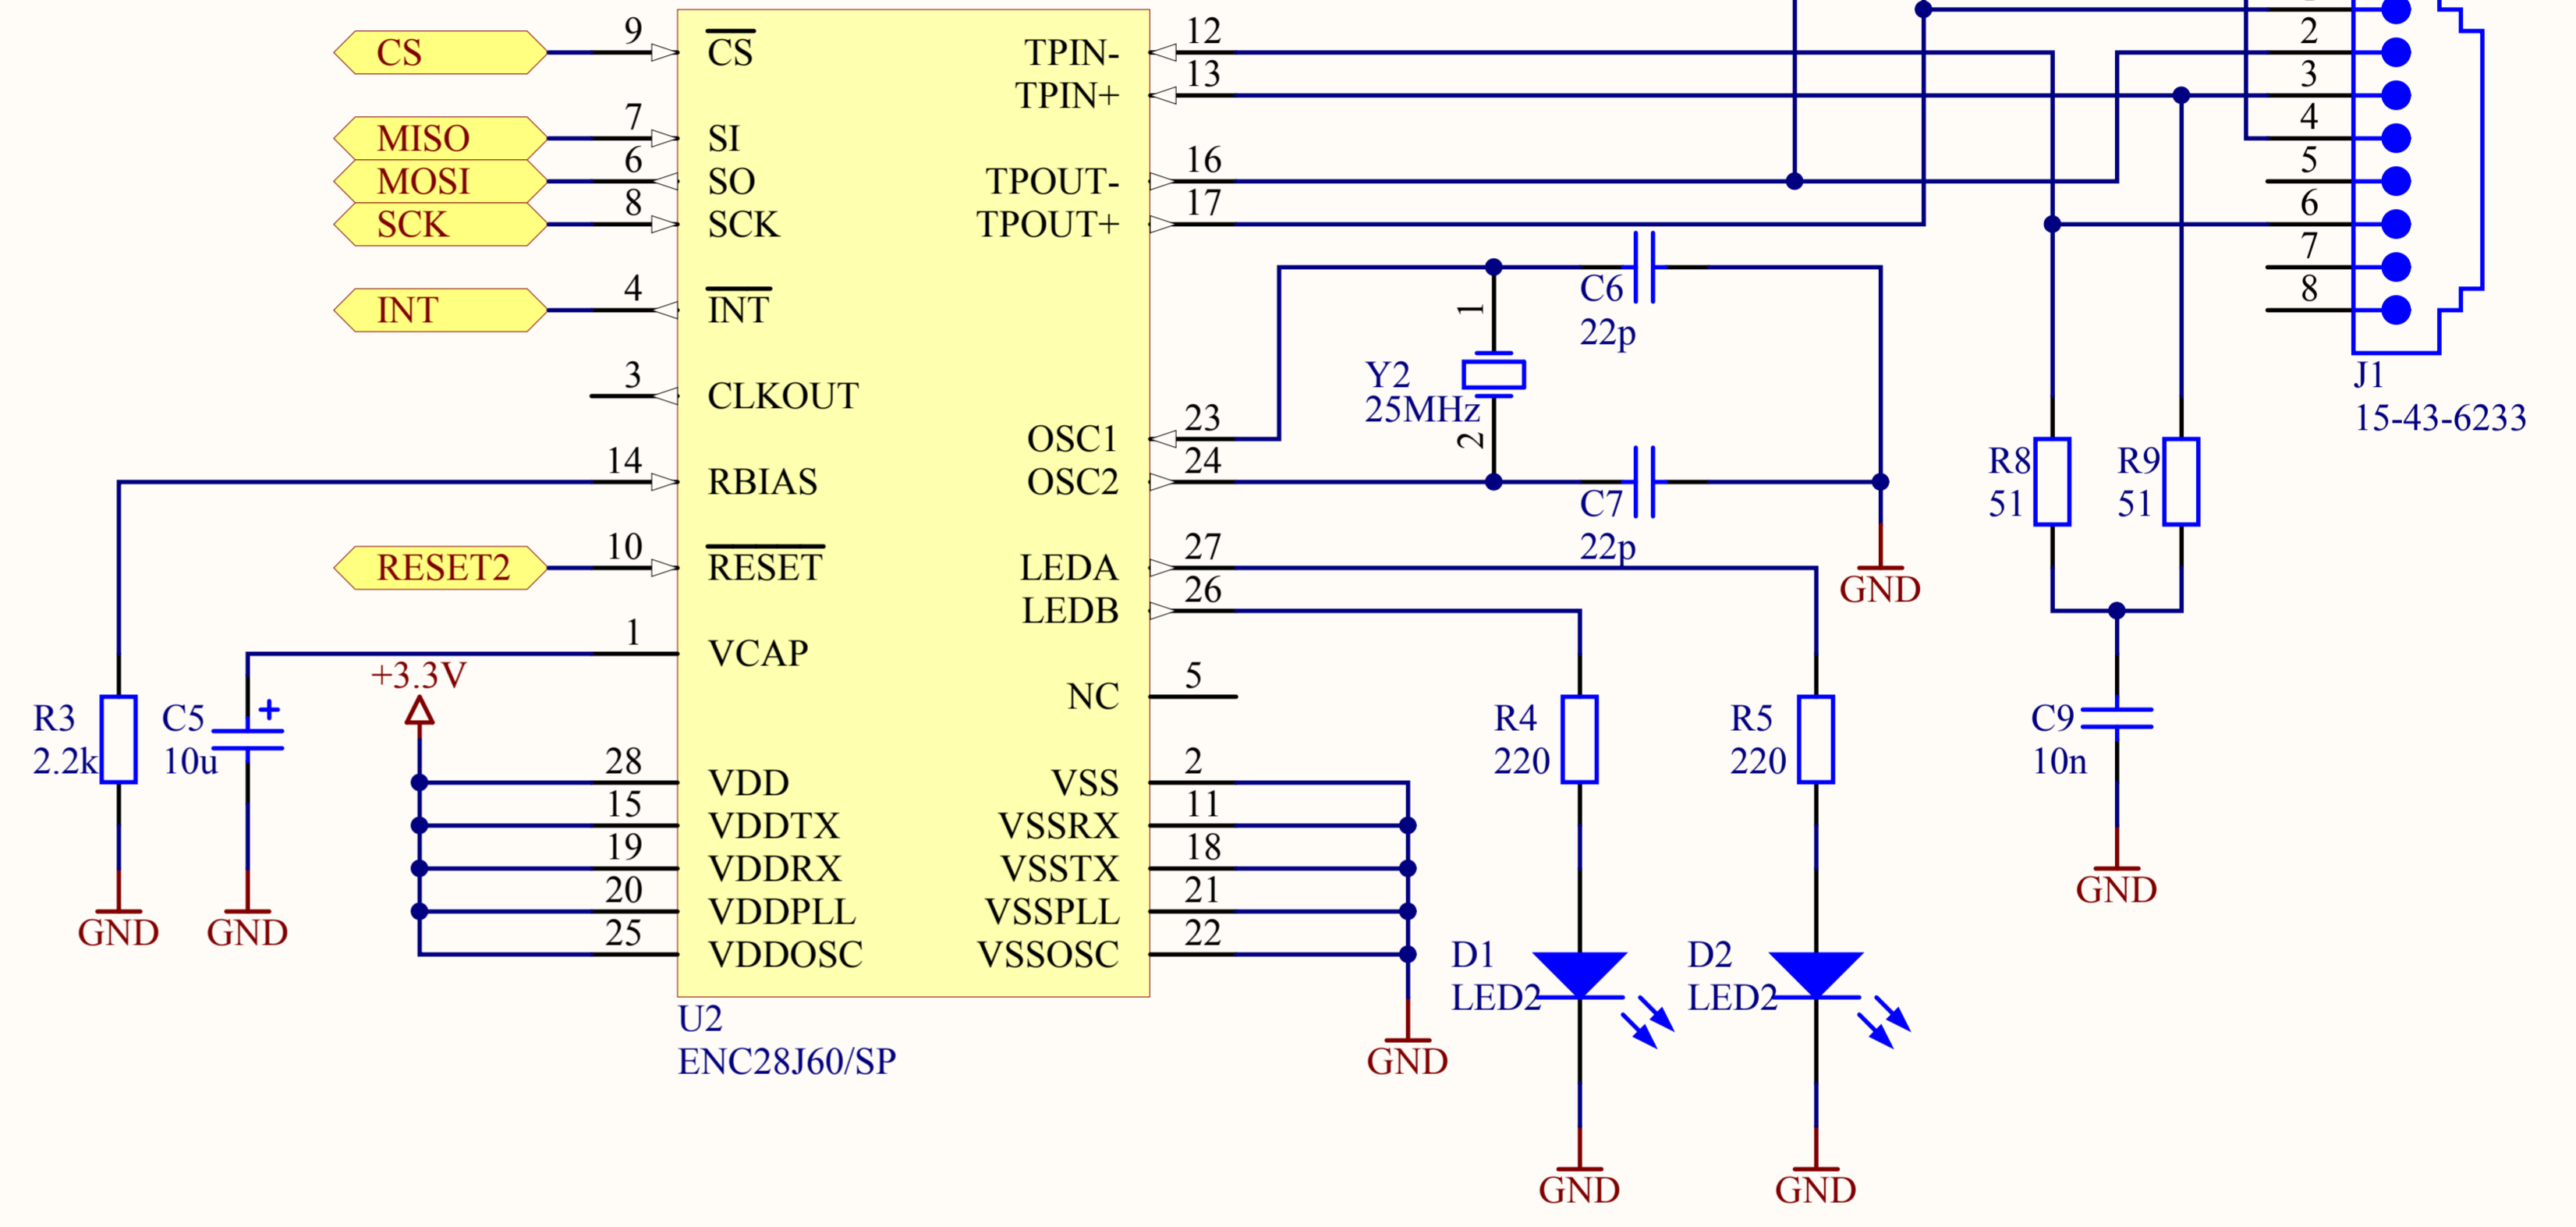 CS
9
CS
MISO
7
SI
MOSI
6
SO
SCK
8
SCK
INT
4
INT
3
CLKOUT
14
RBIAS
RESET2
10
RESET
1
VCAP
+3.3V
R3
2.2k
C5
+
10u
GND
GND
28
VDD
15
VDDTX
19
VDDRX
20
VDDPLL
25
VDDOSC
TPIN-
12
TPIN+
13
TPOUT-
16
TPOUT+
17
OSC1
23
OSC2
24
LEDA
27
LEDB
26
NC
5
VSS
2
VSSRX
11
VSSTX
18
VSSPLL
21
VSSOSC
22
GND
U2
ENC28J60/SP
C6
22p
1
Y2
25MHz
2
C7
22p
GND
R4
220
R5
220
D1
LED2
D2
LED2
GND
GND
R8
51
R9
51
C9
10n
GND
2
3
4
5
6
7
8
J1
15-43-6233